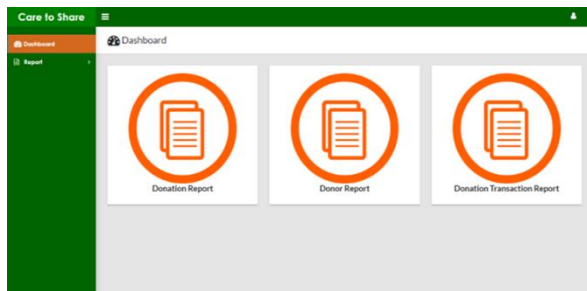 Care to Share
Dashboard
Report
Dashboard
Donation Report
Donor Report
Donation Transaction Report